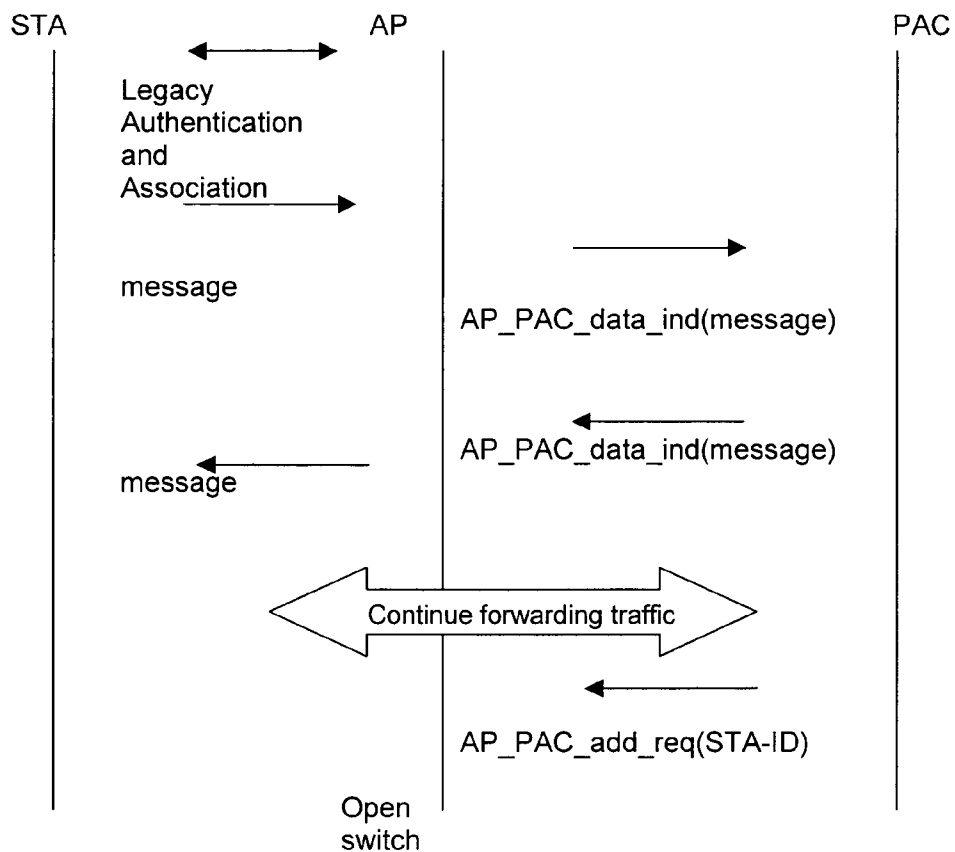 STA AP PAC
Legacy
Authentication
and
Association
message
AP_PAC_data_ind(message)
AP_PAC_data_ind(message)
message
Continue forwarding traffic
AP_PAC_add_req(STA-ID)
Open
switch